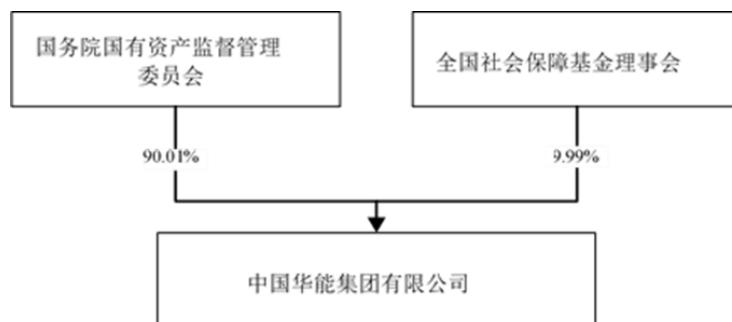 国务院国有资产监督管理
委员会
全国社会保障基金理事会
90.01%
9.99%
中国华能集团有限公司